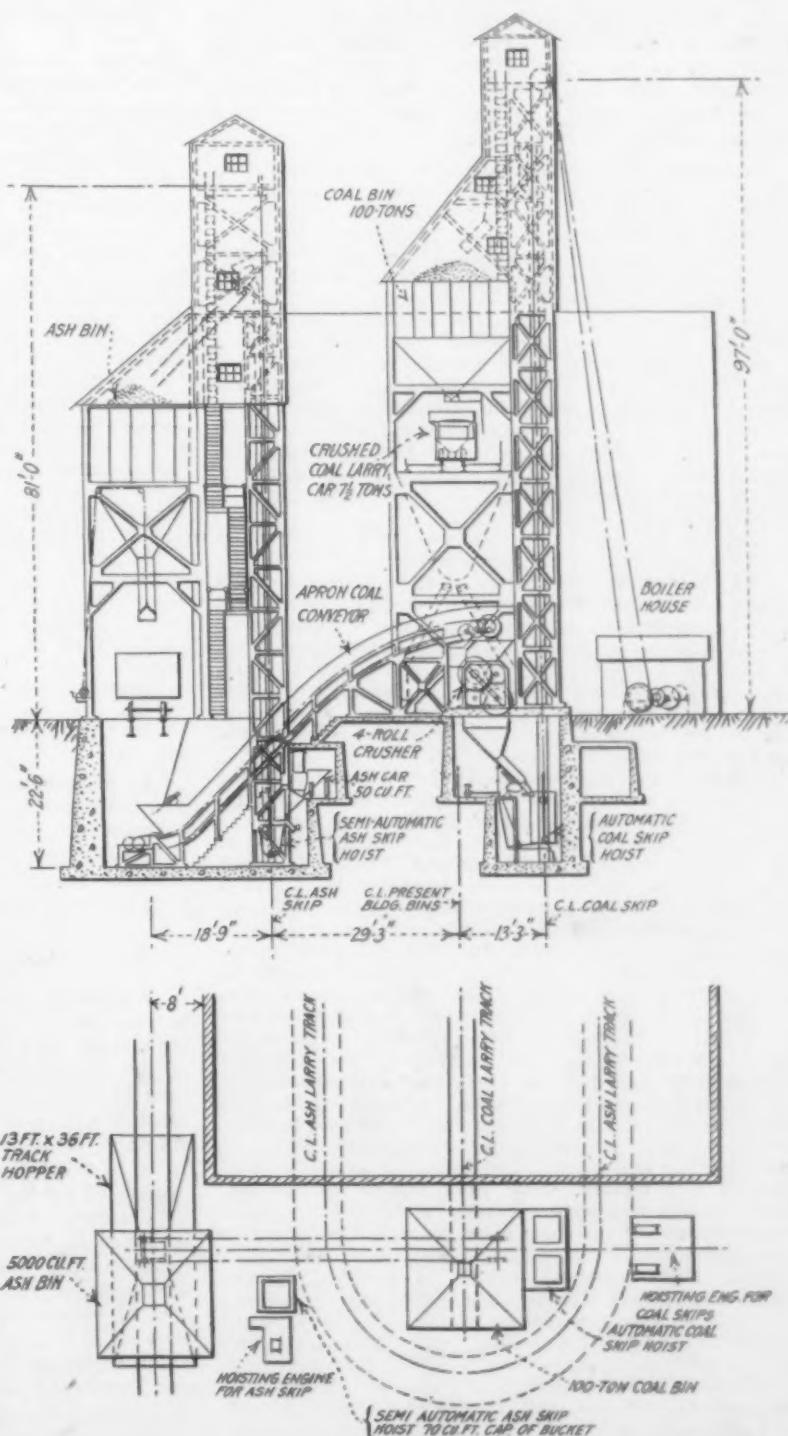 COAL BIN
100-TONS
ASH BIN
81'-0"
97'-0"
CRUSHED
COAL LARRY
CAR 7½ TONS
APRON COAL
CONVEYOR
BOILER
HOUSE
22'-6"
4-ROLL
CRUSHER
ASH CAR
50 CU. FT.
SEMI-AUTOMATIC
ASH SKIP
HOIST
AUTOMATIC
COAL SKIP
HOIST
C.L. ASH
SKIP
C.L. PRESENT
BLDG. BINS
C.L. COAL SKIP
18'-9"
29'-3"
13'-3"
8'
C.L. ASH LARRY TRACK
C.L. COAL LARRY TRACK
C.L. ASH LARRY TRACK
13 FT. x 36 FT.
TRACK
HOPPER
5000 CU. FT.
ASH BIN
HOISTING ENGINE
FOR ASH SKIP
HOISTING ENG. FOR
COAL SKIPS
AUTOMATIC COAL
SKIP HOIST
100-TON COAL BIN
SEMI AUTOMATIC ASH SKIP
HOIST 70 CU. FT. CAP. OF BUCKET